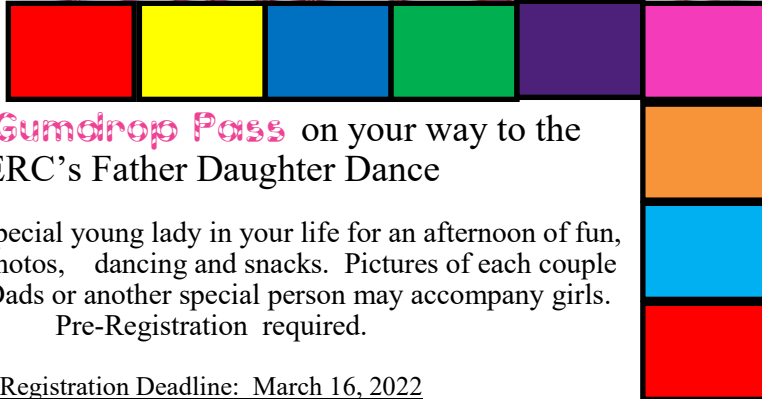 Gumdrop Pass on your way to the
ERC's Father Daughter Dance
pecial young lady in your life for an afternoon of fun,
hotos, dancing and snacks. Pictures of each couple
Dads or another special person may accompany girls.
Pre-Registration required.
Registration Deadline: March 16, 2022